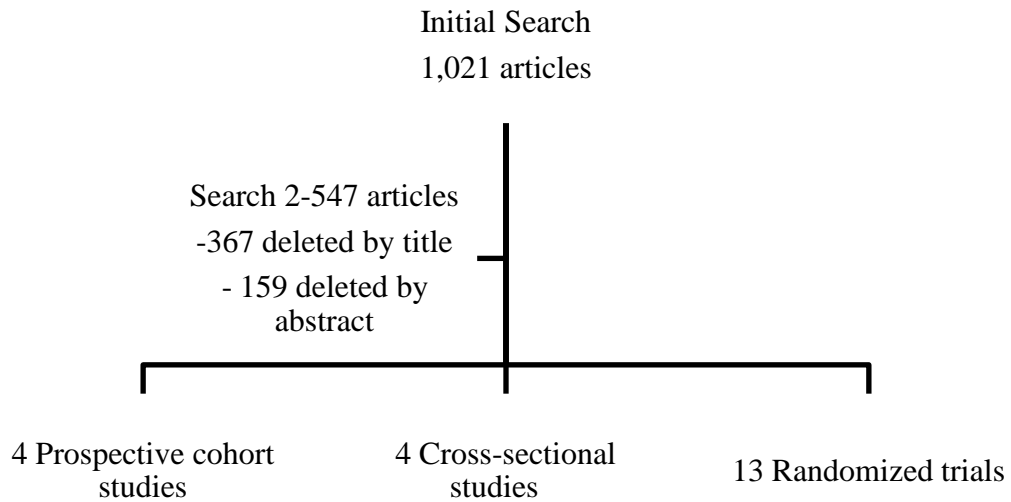 Initial Search
1,021 articles
Search 2-547 articles
-367 deleted by title
- 159 deleted by
abstract
4 Prospective cohort
studies
4 Cross-sectional
studies
13 Randomized trials